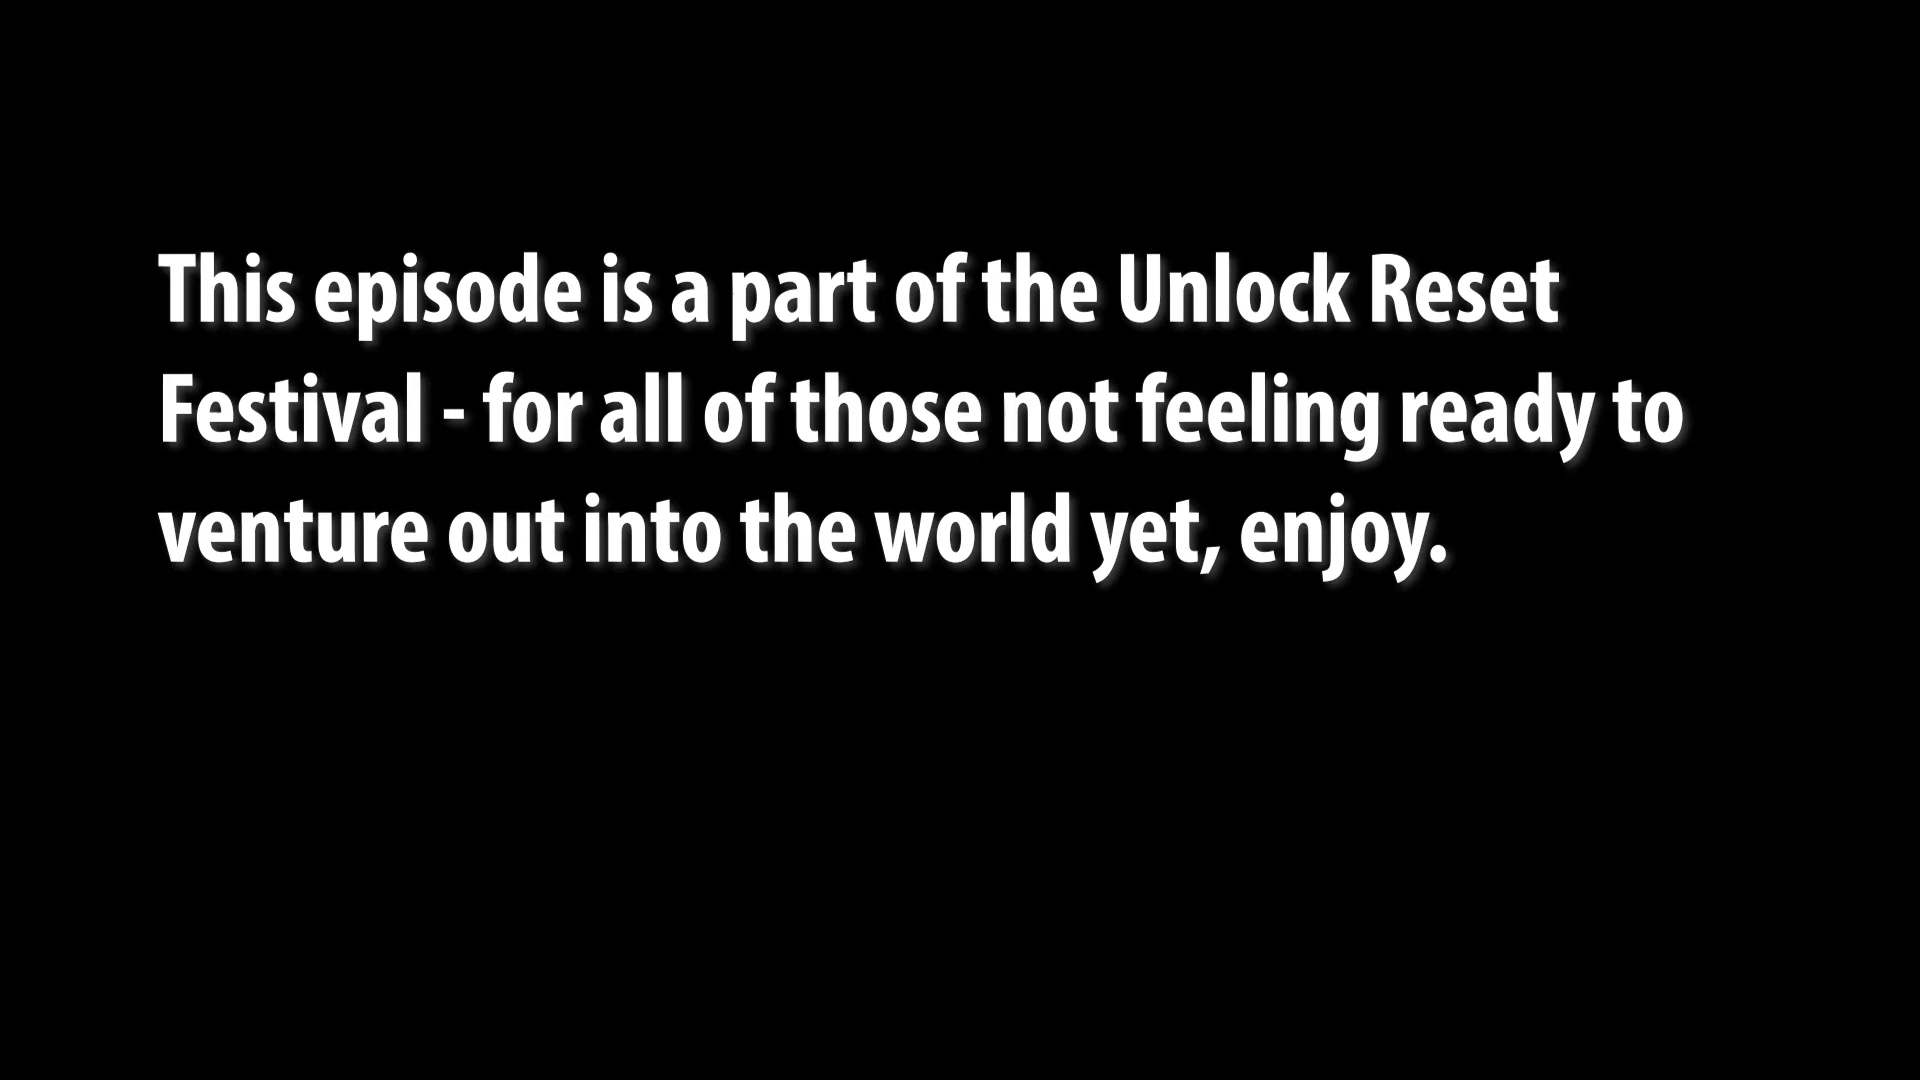 This episode is a part of the Unlock Reset
Festival - for all of those not feeling ready to
venture out into the world yet, enjoy.